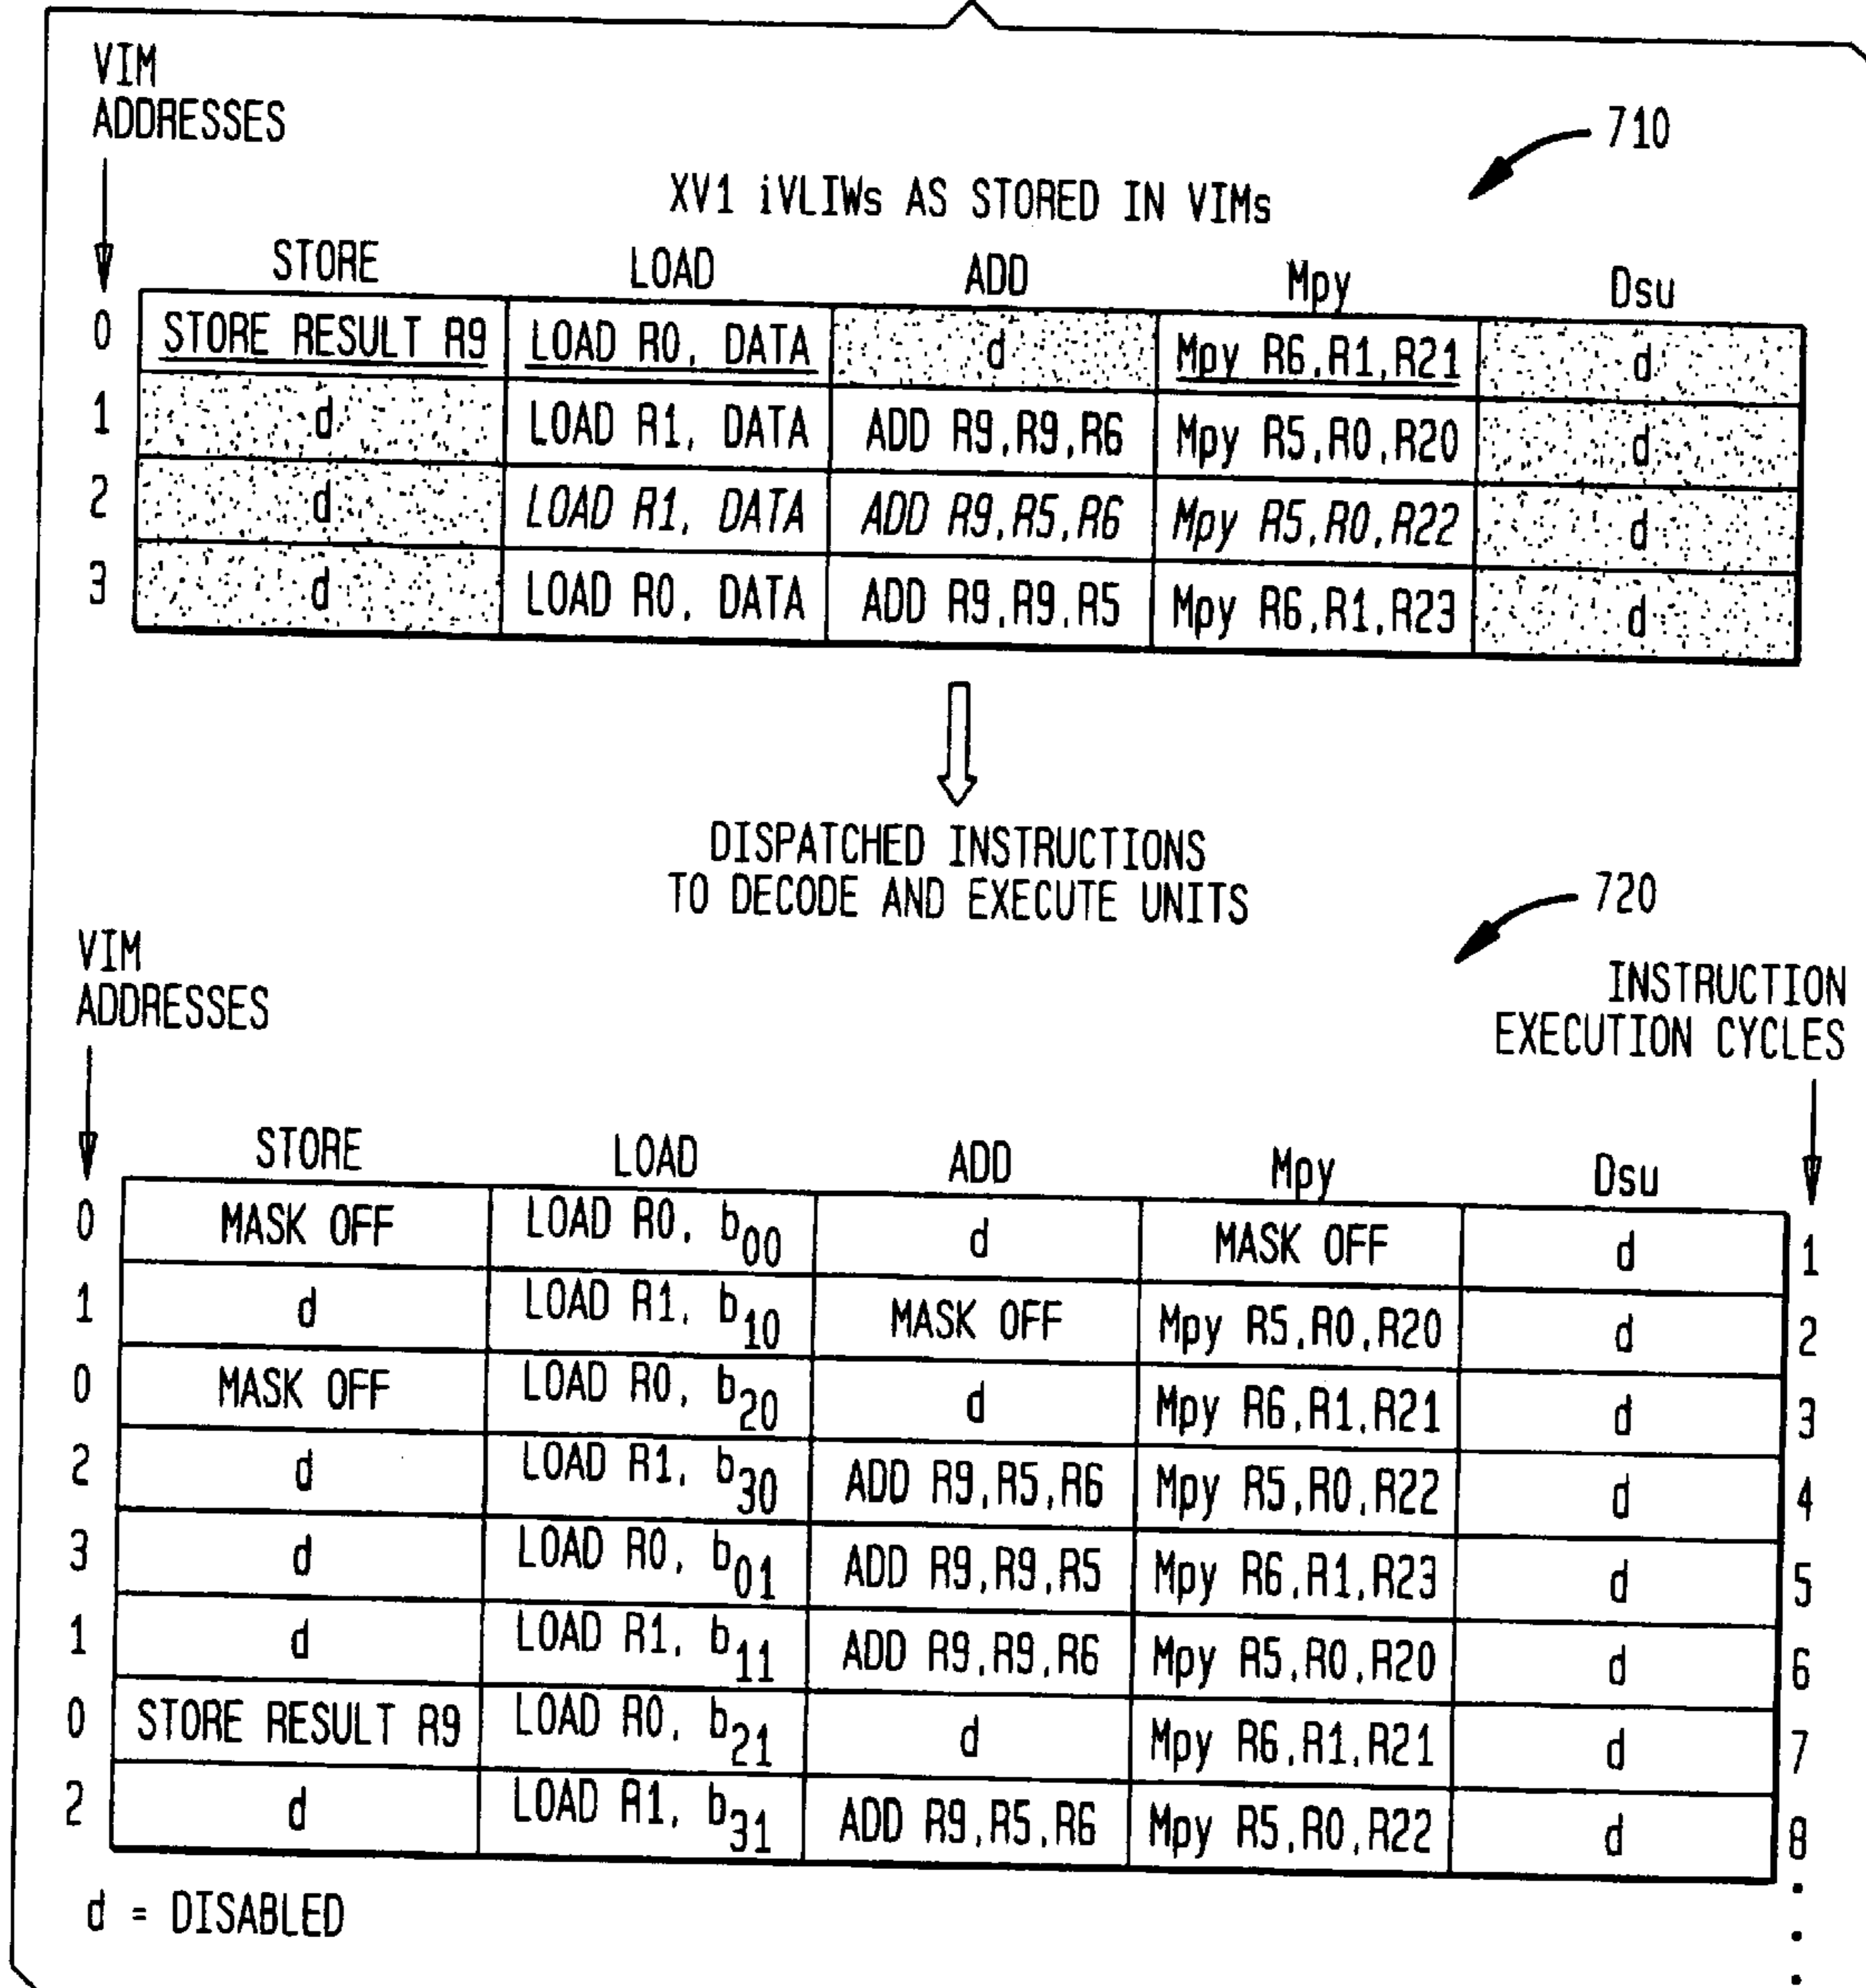 VIM
ADDRESSES
710
XV1 iVLIWs AS STORED IN VIMs
STORE LOAD ADD Mpy Dsu
0 STORE RESULT R9 LOAD R0, DATA d Mpy R6,R1,R21 d
1 d LOAD R1, DATA ADD R9,R9,R6 Mpy R5,R0,R20 d
2 d LOAD R1, DATA ADD R9,R5,R6 Mpy R5,R0,R22 d
3 d LOAD R0, DATA ADD R9,R9,R5 Mpy R6,R1,R23 d
DISPATCHED INSTRUCTIONS
TO DECODE AND EXECUTE UNITS
720
VIM
ADDRESSES
INSTRUCTION
EXECUTION CYCLES
STORE LOAD ADD Mpy Dsu
0 MASK OFF LOAD R0, b00 d MASK OFF d 1
1 d LOAD R1, b10 MASK OFF Mpy R5,R0,R20 d 2
0 MASK OFF LOAD R0, b20 d Mpy R6,R1,R21 d 3
2 d LOAD R1, b30 ADD R9,R5,R6 Mpy R5,R0,R22 d 4
3 d LOAD R0, b01 ADD R9,R9,R5 Mpy R6,R1,R23 d 5
1 d LOAD R1, b11 ADD R9,R9,R6 Mpy R5,R0,R20 d 6
0 STORE RESULT R9 LOAD R0, b21 d Mpy R6,R1,R21 d 7
2 d LOAD R1, b31 ADD R9,R5,R6 Mpy R5,R0,R22 d 8
d = DISABLED